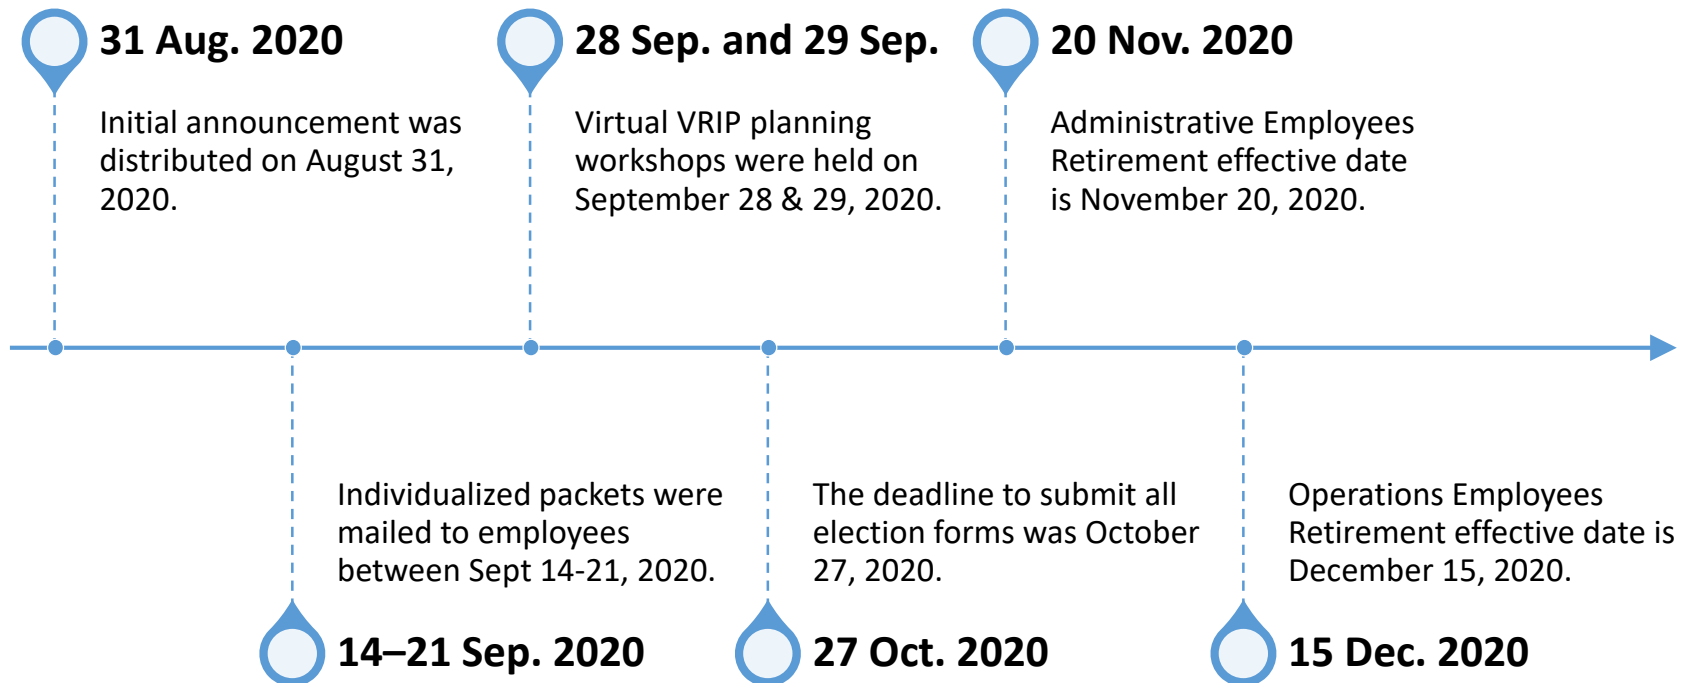 31 Aug. 2020
Initial announcement was
distributed on August 31,
2020.
14–21 Sep. 2020
Individualized packets were
mailed to employees
between Sept 14-21, 2020.
28 Sep. and 29 Sep.
Virtual VRIP planning
workshops were held on
September 28 & 29, 2020.
27 Oct. 2020
The deadline to submit all
election forms was October
27, 2020.
20 Nov. 2020
Administrative Employees
Retirement effective date
is November 20, 2020.
15 Dec. 2020
Operations Employees
Retirement effective date is
December 15, 2020.